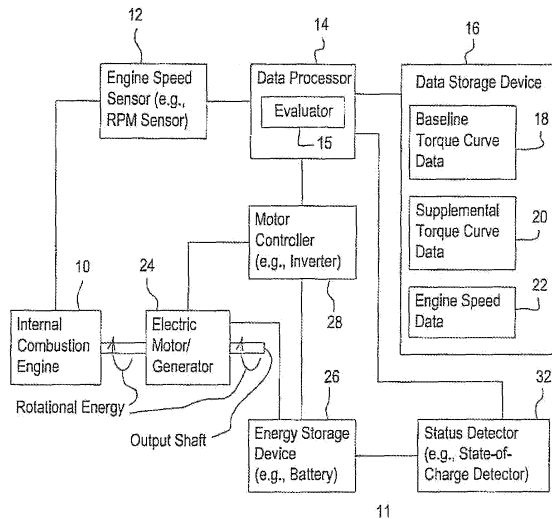 12
14
16
Engine Speed
Sensor (e.g.,
RPM Sensor)
Data Processor
Evaluator
15
Data Storage Device
Baseline
Torque Curve
Data
18
Supplemental
Torque Curve
Data
20
Engine Speed
Data
22
Motor
Controller
(e.g., Inverter)
28
10
24
Internal
Combustion
Engine
Electric
Motor/
Generator
Rotational Energy
Output Shaft
26
32
Energy Storage
Device
(e.g., Battery)
Status Detector
(e.g., State-of-
Charge Detector)
11